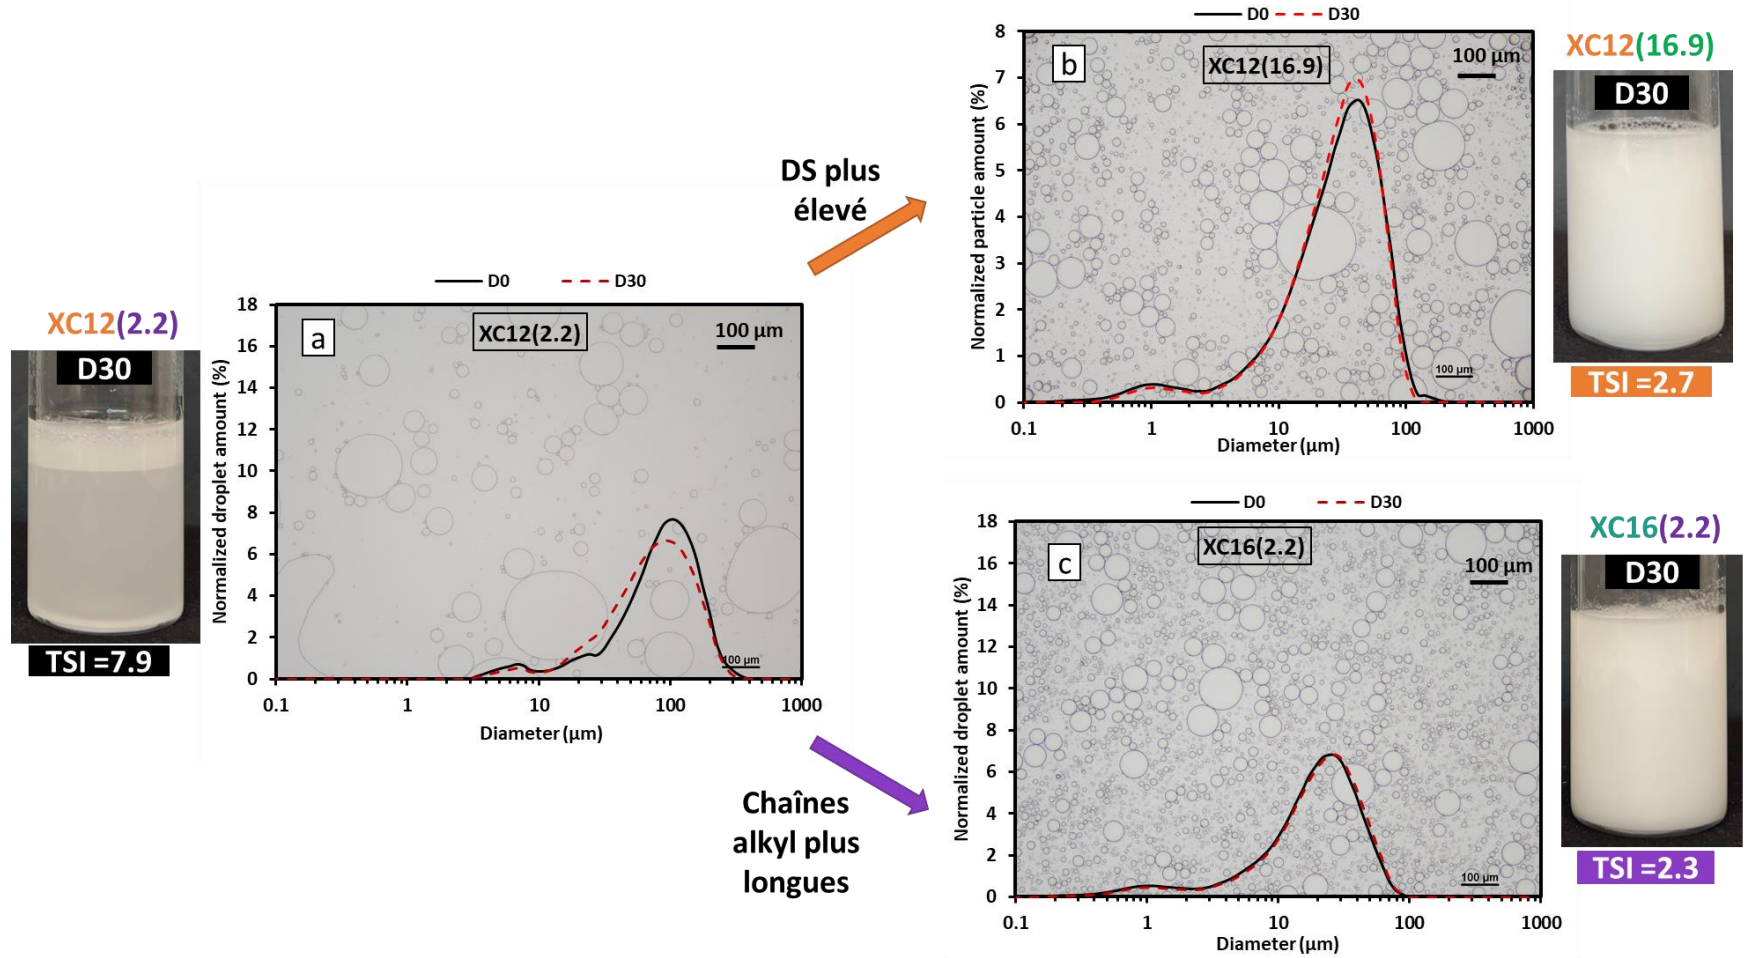 XC12(2.2)
D30
TSI =7.9
D0
D30
Normalized droplet amount (%)
18
16
14
12
10
8
6
4
2
0
a
XC12(2.2)
100 µm
100 µm
0.1
1
10
100
1000
Diameter (µm)
DS plus
élevé
Chaînes
alkyl plus
longues
D0
D30
Normalized particle amount (%)
8
7
6
5
4
3
2
1
0
b
XC12(16.9)
100 µm
100 µm
0.1
1
10
100
1000
Diameter (µm)
XC12(16.9)
D30
TSI =2.7
D0
D30
Normalized droplet amount (%)
18
16
14
12
10
8
6
4
2
0
c
XC16(2.2)
100 µm
100 µm
0.1
1
10
100
1000
Diameter (µm)
XC16(2.2)
D30
TSI =2.3